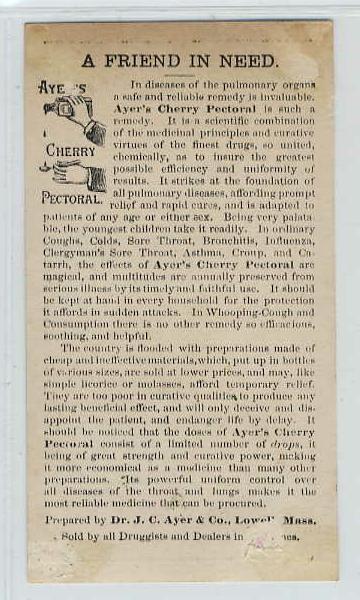 A FRIEND IN NEED.
AYER'S
CHERRY
PECTORAL.
In diseases of the pulmonary organs
a safe and reliable remedy is invaluable.
Ayer's Cherry Pectoral is such a
remedy. It is a scientific combination
of the medicinal principles and curative
virtues of the finest drugs, so united,
chemically, as to insure the greatest
possible efficiency and uniformity of
results. It strikes at the foundation of
all pulmonary diseases, affording prompt
relief and rapid cures, and is adapted to
patients of any age or either sex. Being very palata-
ble, the youngest children take it readily. In ordinary
Coughs, Colds, Sore Throat, Bronchitis, Influenza,
Clergyman's Sore Throat, Asthma, Croup, and Ca-
tarrh, the effects of Ayer's Cherry Pectoral are
magical, and multitudes are annually preserved from
serious illness by its timely and faithful use. It should
be kept at hand in every household for the protection
it affords in sudden attacks. In Whooping-Cough and
Consumption there is no other remedy so efficacious,
soothing, and helpful.
The country is flooded with preparations made of
cheap and ineffective materials, which, put up in bottles
of various sizes, are sold at lower prices, and may, like
simple licorice or molasses, afford temporary relief.
They are too poor in curative qualities to produce any
lasting beneficial effect, and will only deceive and dis-
appoint the patient, and endanger life by delay. It
should be noticed that the doses of Ayer's Cherry
Pectoral consist of a limited number of drops, it
being of great strength and curative power, making
it more economical as a medicine than many other
preparations. Its powerful uniform control over
all diseases of the throat and lungs makes it the
most reliable medicine that can be procured.
Prepared by Dr. J. C. Ayer & Co., Lowell, Mass.
Sold by all Druggists and Dealers in